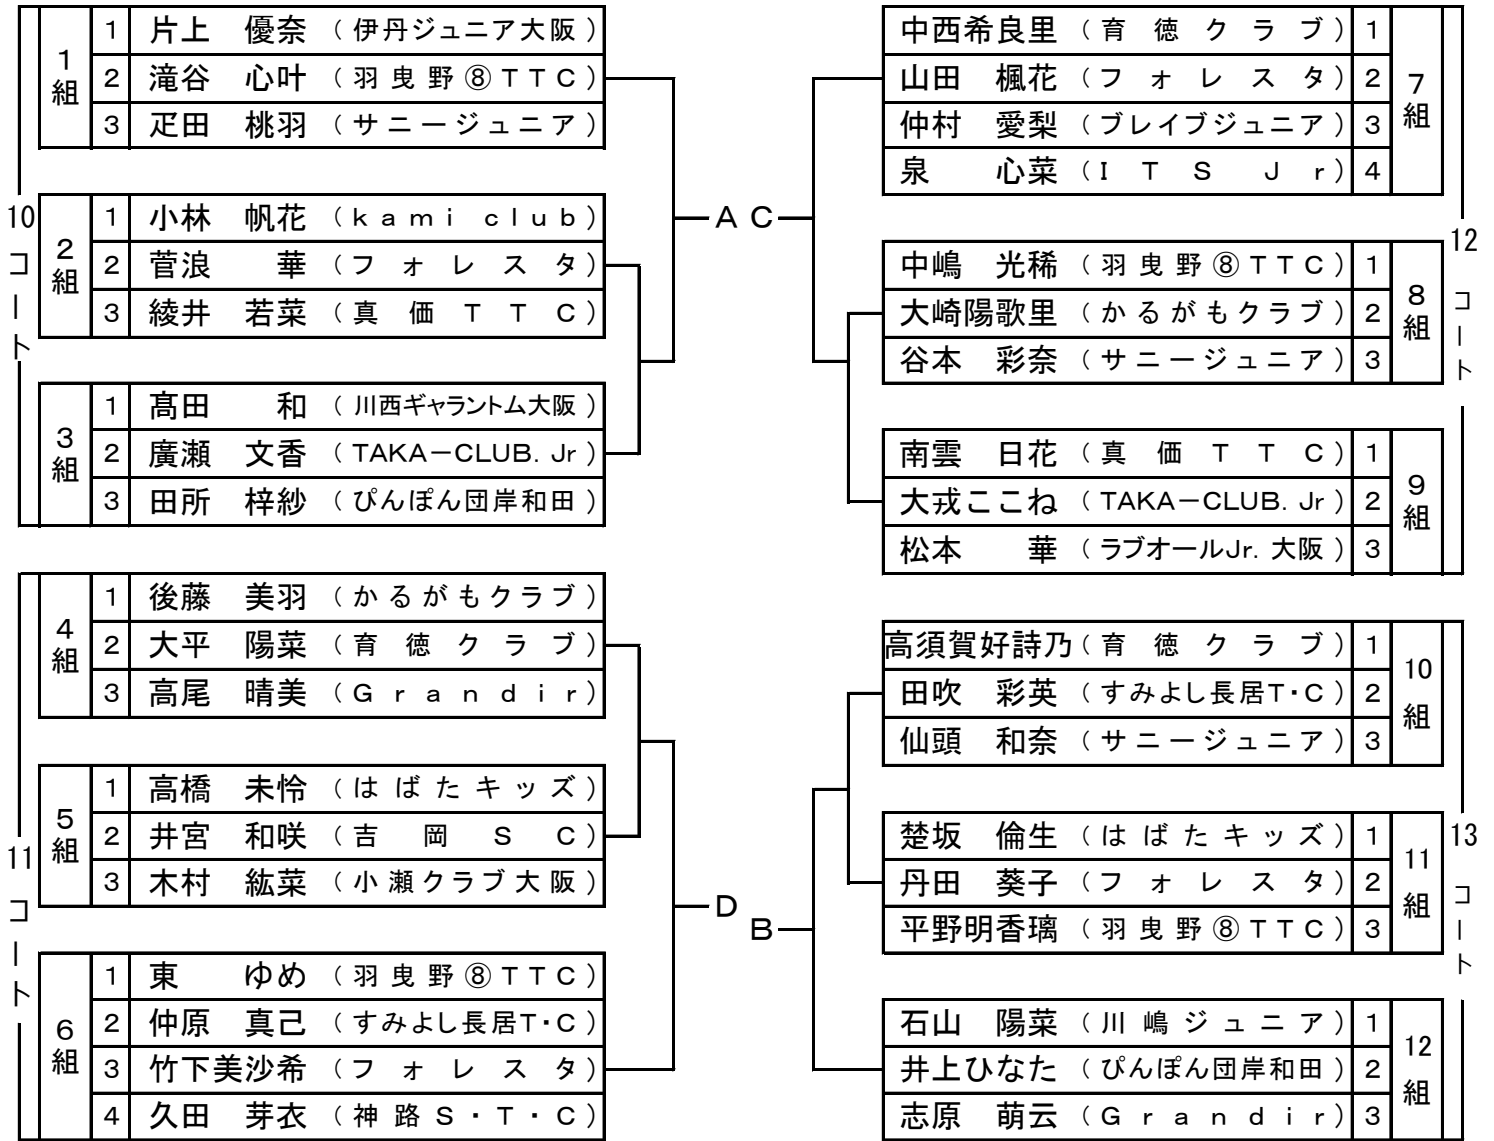 10コート
1組
1 片上 優奈 (伊丹ジュニア大阪)
2 滝谷 心叶 (羽曳野⑧TTC)
3 疋田 桃羽 (サニージュニア)
2組
1 小林 帆花 (kami club)
2 菅浪 華 (フォレスタ)
3 綾井 若菜 (真価TTC)
3組
1 髙田 和 (川西ギャラントム大阪)
2 廣瀬 文香 (TAKA－CLUB. Jr)
3 田所 梓紗 (ぴんぽん団岸和田)
A
11コート
4組
1 後藤 美羽 (かるがもクラブ)
2 大平 陽菜 (育徳クラブ)
3 高尾 晴美 (Grandir)
5組
1 高橋 未怜 (はばたキッズ)
2 井宮 和咲 (吉岡SC)
3 木村 紘菜 (小瀬クラブ大阪)
6組
1 東 ゆめ (羽曳野⑧TTC)
2 仲原 真己 (すみよし長居T・C)
3 竹下美沙希 (フォレスタ)
4 久田 芽衣 (神路S・T・C)
D
C
中西希良里 (育徳クラブ) 1
山田 楓花 (フォレスタ) 2
仲村 愛梨 (ブレイブジュニア) 3
泉 心菜 (ITS Jr) 4
7組
中嶋 光稀 (羽曳野⑧TTC) 1
大崎陽歌里 (かるがもクラブ) 2
谷本 彩奈 (サニージュニア) 3
8組
南雲 日花 (真価TTC) 1
大戎ここね (TAKA－CLUB. Jr) 2
松本 華 (ラブオールJr. 大阪) 3
9組
12コート
B
高須賀好詩乃 (育徳クラブ) 1
田吹 彩英 (すみよし長居T・C) 2
仙頭 和奈 (サニージュニア) 3
10組
楚坂 倫生 (はばたキッズ) 1
丹田 葵子 (フォレスタ) 2
平野明香璃 (羽曳野⑧TTC) 3
11組
石山 陽菜 (川嶋ジュニア) 1
井上ひなた (ぴんぽん団岸和田) 2
志原 萌云 (Grandir) 3
12組
13コート